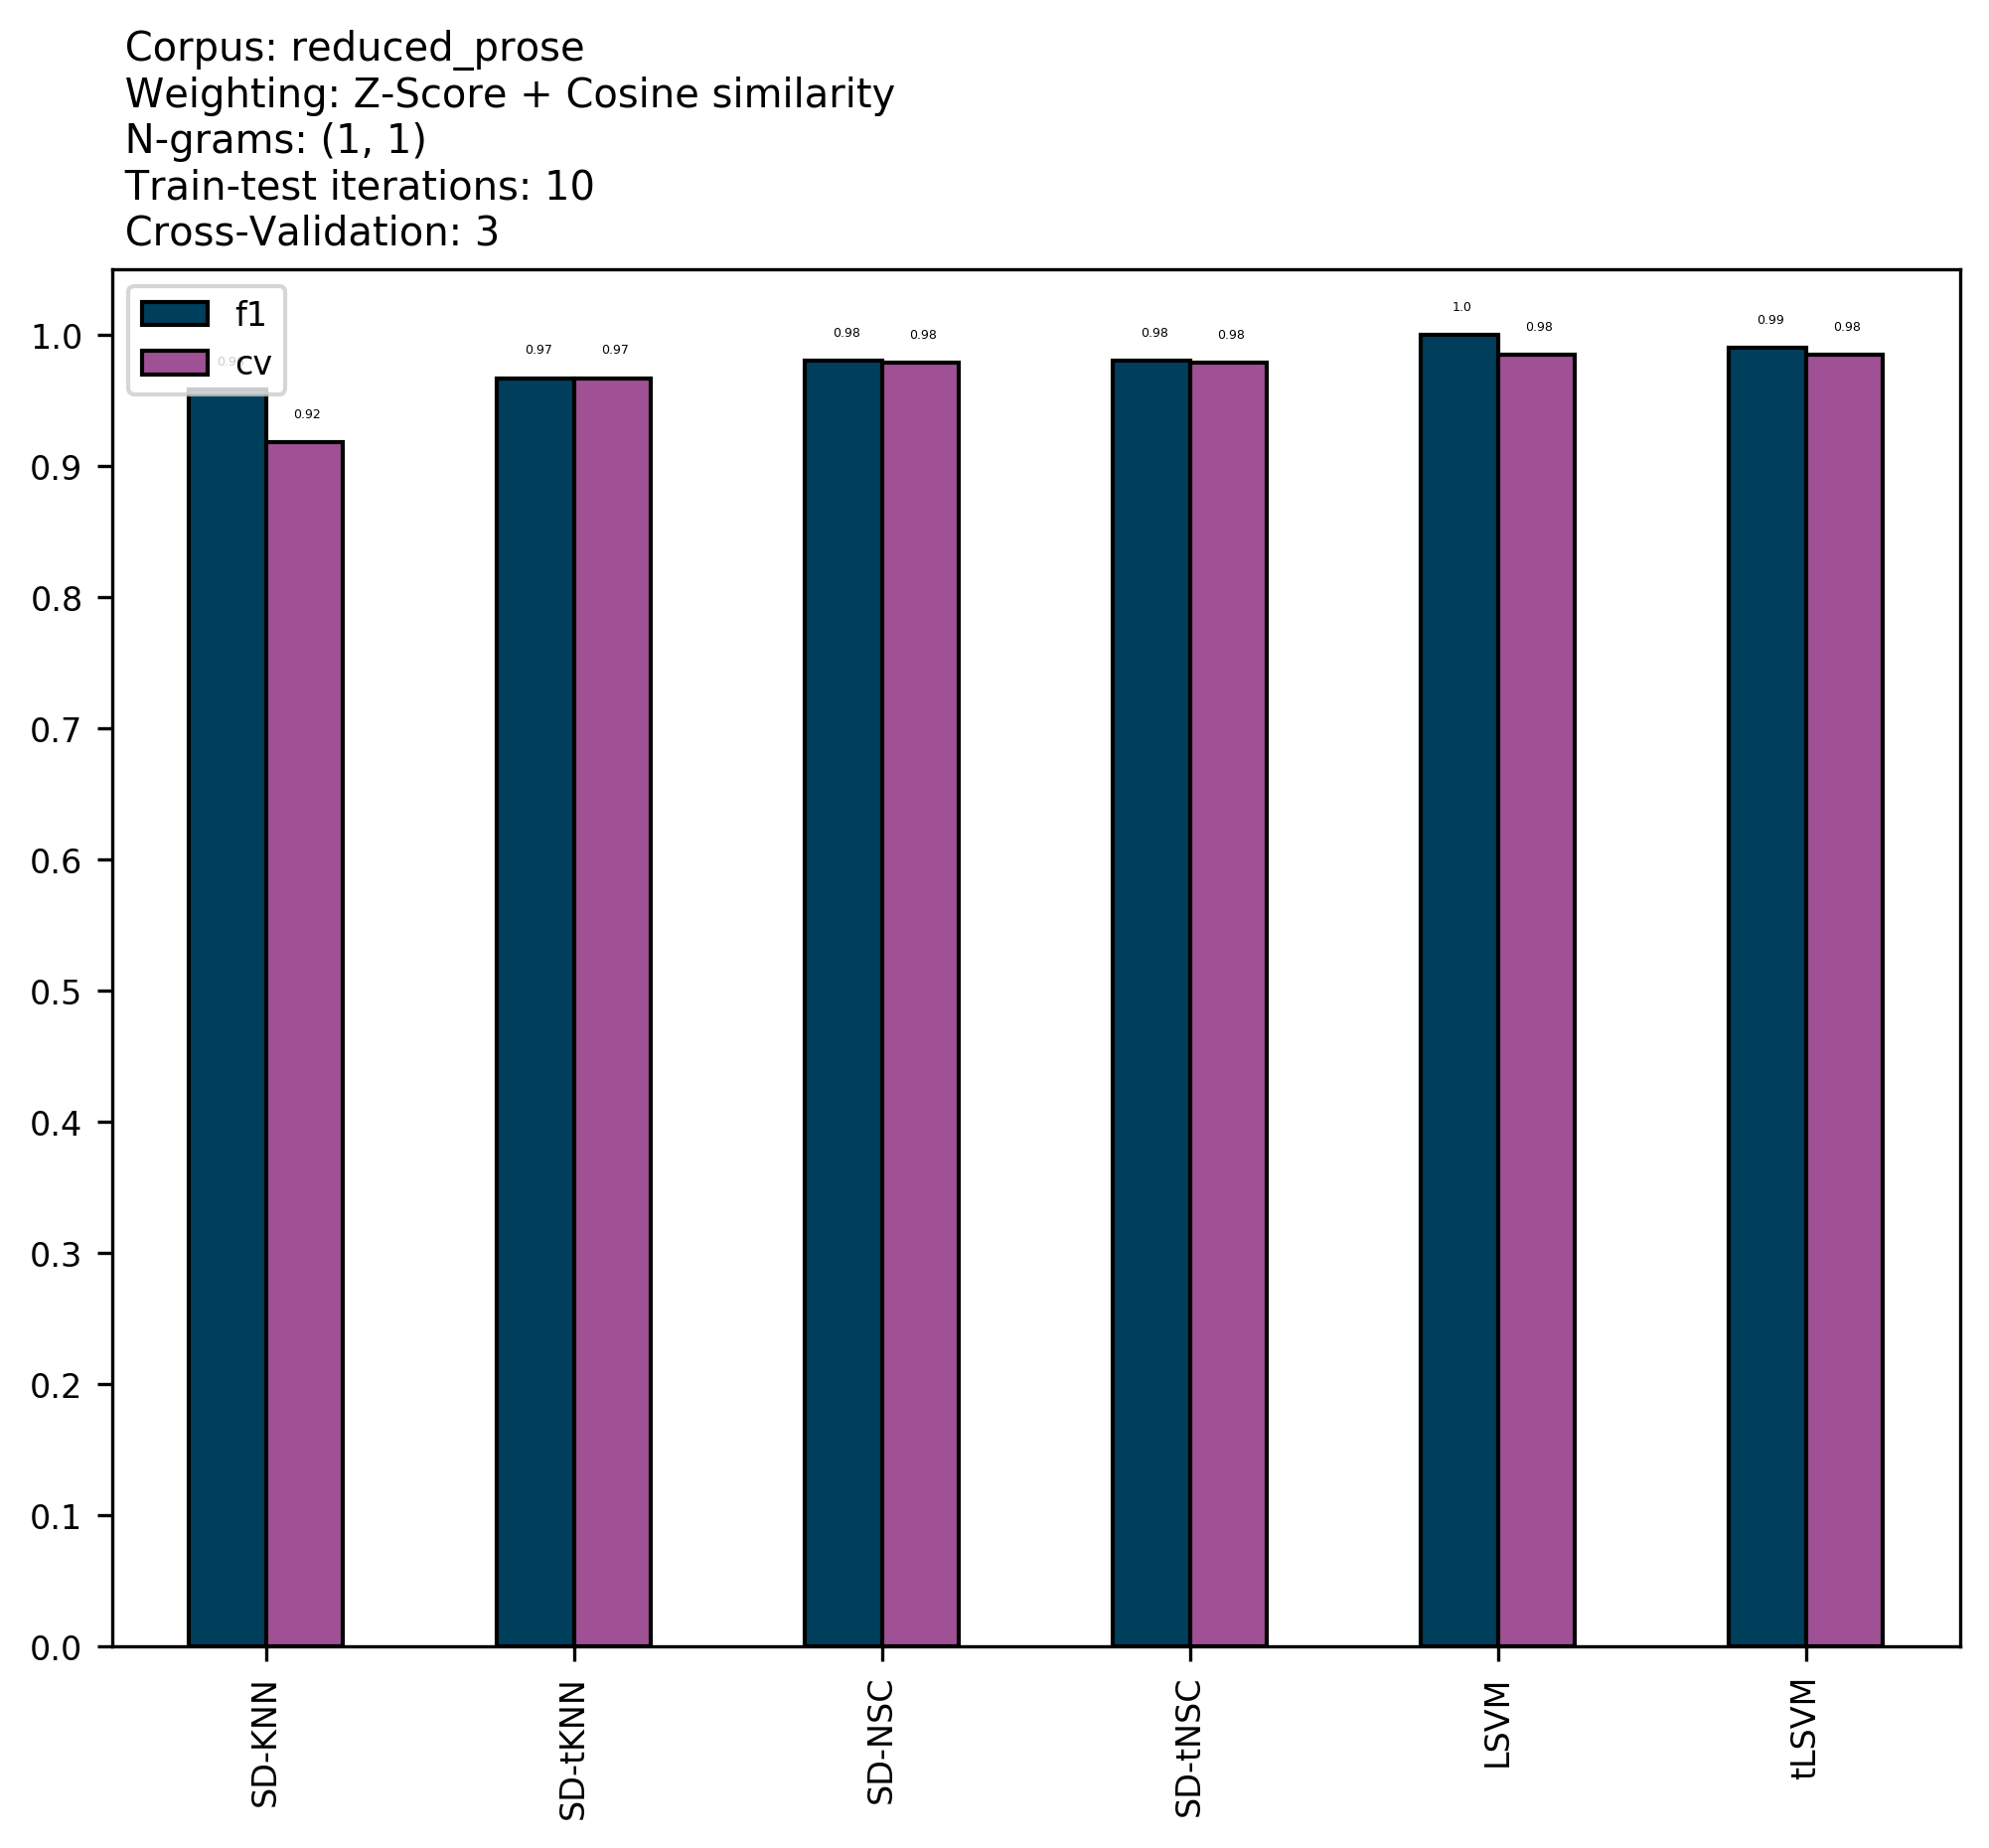 Corpus: reduced_prose
Weighting: Z-Score + Cosine similarity
N-grams: (1, 1)
Train-test iterations: 10
Cross-Validation: 3
f1
cv
0.92
0.97
0.97
0.98
0.98
0.98
0.98
1.0
0.98
0.99
0.98
1.0
0.9
0.8
0.7
0.6
0.5
0.4
0.3
0.2
0.1
0.0
SD-KNN
SD-tKNN
SD-NSC
SD-tNSC
LSVM
tLSVM